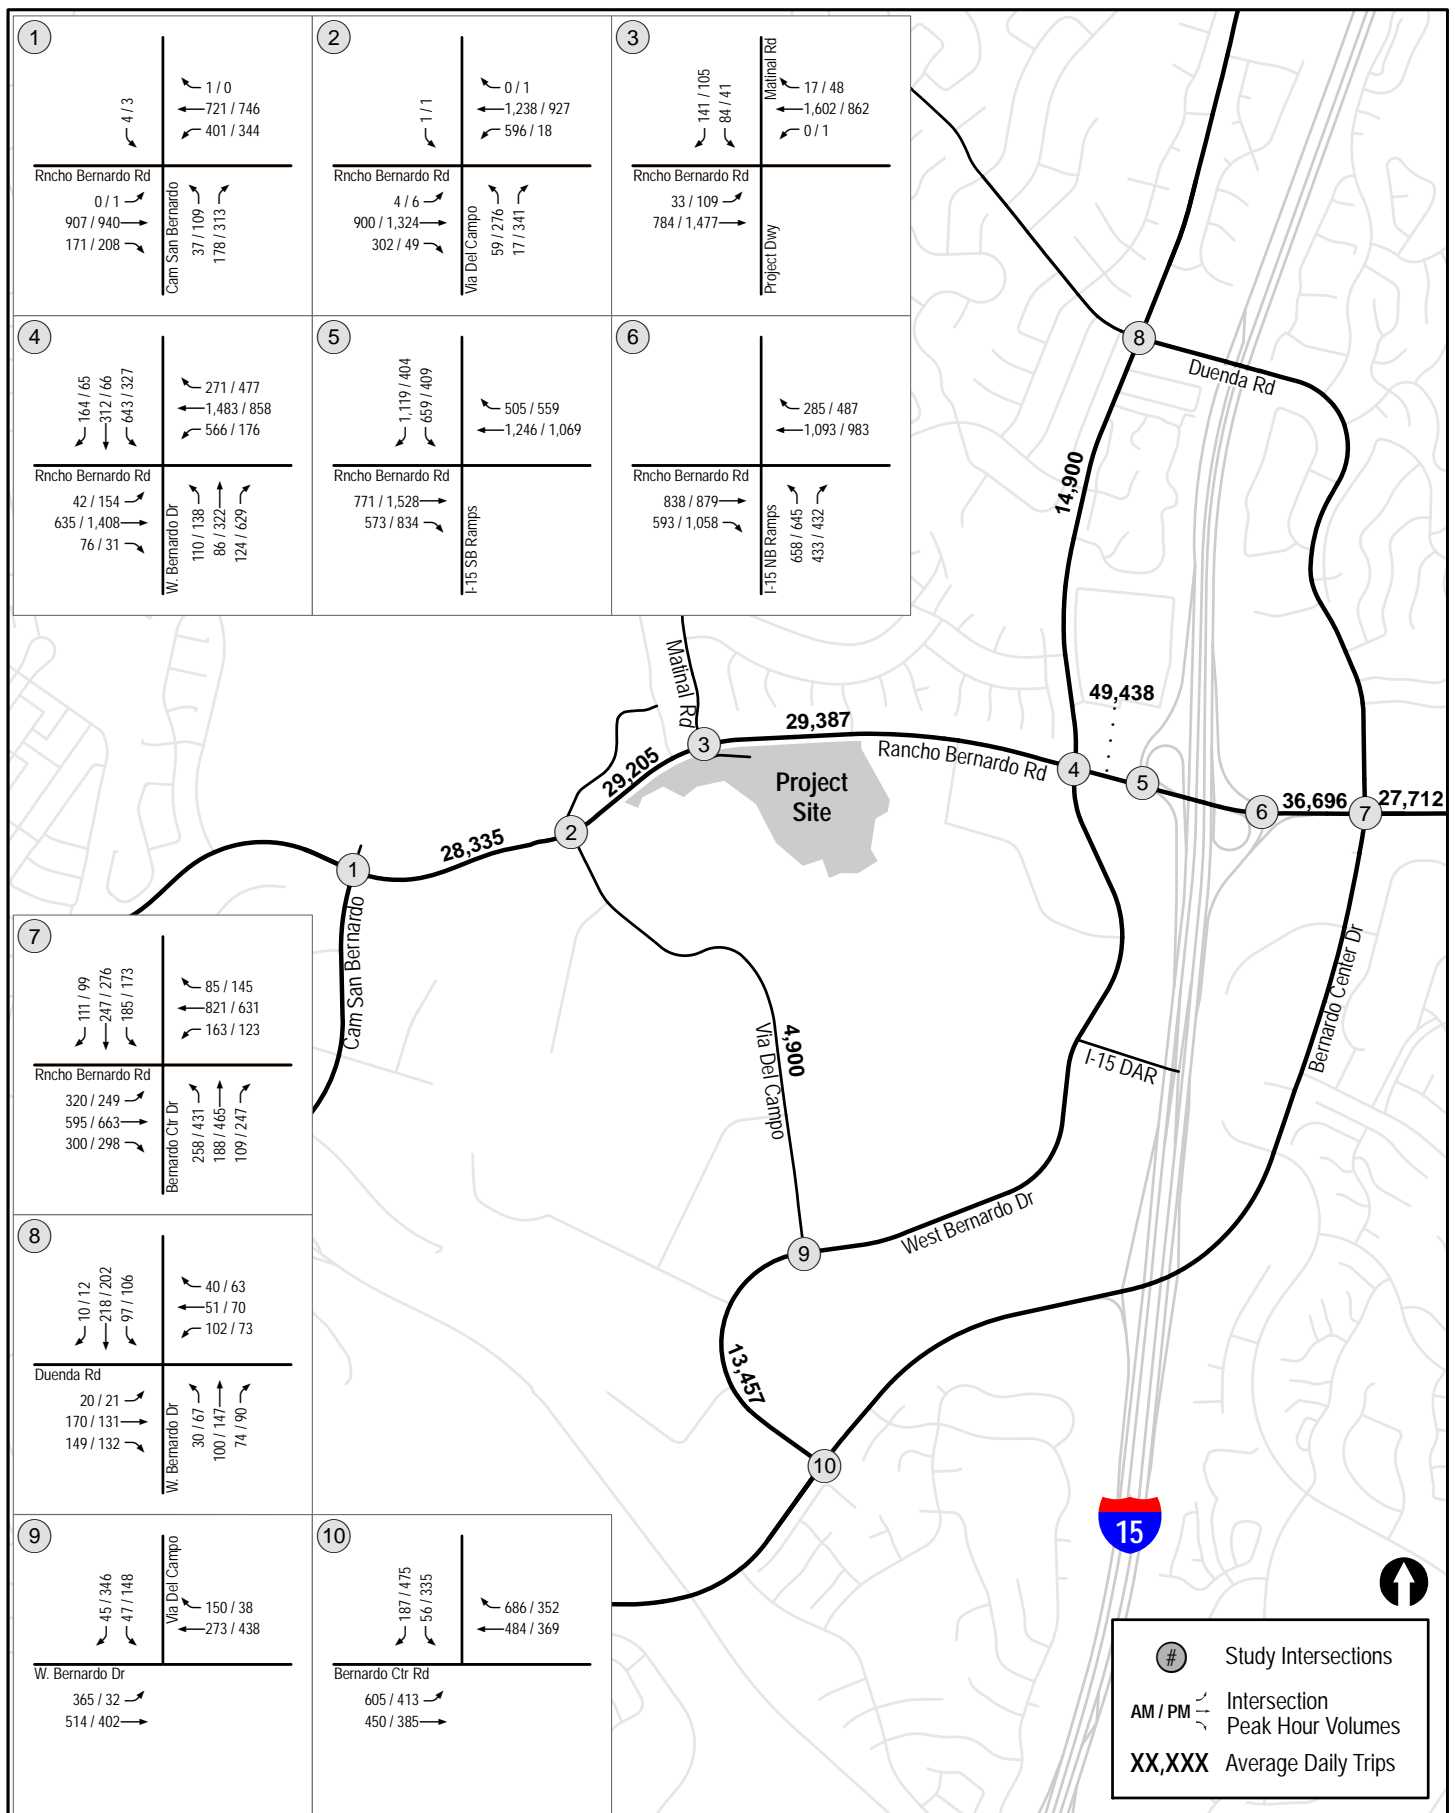 1
4 / 3
1 / 0
721 / 746
401 / 344
Rncho Bernardo Rd
0 / 1
907 / 940
171 / 208
Cam San Bernardo
37 / 109
178 / 313
2
1 / 1
0 / 1
1,238 / 927
596 / 18
Rncho Bernardo Rd
4 / 6
900 / 1,324
302 / 49
Via Del Campo
59 / 276
17 / 341
3
141 / 105
84 / 41
Matinal Rd
17 / 48
1,602 / 862
0 / 1
Rncho Bernardo Rd
33 / 109
784 / 1,477
Project Dwy
4
164 / 65
312 / 66
643 / 327
271 / 477
1,483 / 858
566 / 176
Rncho Bernardo Rd
42 / 154
635 / 1,408
76 / 31
W. Bernardo Dr
110 / 138
86 / 322
124 / 629
5
1,119 / 404
659 / 409
505 / 559
1,246 / 1,069
Rncho Bernardo Rd
771 / 1,528
573 / 834
I-15 SB Ramps
6
285 / 487
1,093 / 983
Rncho Bernardo Rd
838 / 879
593 / 1,058
I-15 NB Ramps
658 / 645
433 / 432
8
Duenda Rd
14,900
Matinal Rd
49,438
3
29,387
Rancho Bernardo Rd
4
5
29,205
Project
Site
6
36,696
7
27,712
2
28,335
1
Cam San Bernardo
Bernardo Center Dr
4,900
Via Del Campo
I-15 DAR
West Bernardo Dr
9
13,457
10
15
7
111 / 99
247 / 276
185 / 173
85 / 145
821 / 631
163 / 123
Rncho Bernardo Rd
320 / 249
595 / 663
300 / 298
Bernardo Ctr Dr
258 / 431
188 / 465
109 / 247
8
10 / 12
218 / 202
97 / 106
40 / 63
51 / 70
102 / 73
Duenda Rd
20 / 21
170 / 131
149 / 132
W. Bernardo Dr
30 / 67
100 / 147
74 / 90
9
45 / 346
47 / 148
Via Del Campo
150 / 38
273 / 438
W. Bernardo Dr
365 / 32
514 / 402
10
187 / 475
56 / 335
686 / 352
484 / 369
Bernardo Ctr Rd
605 / 413
450 / 385
# Study Intersections
AM / PM Intersection
Peak Hour Volumes
XX,XXX Average Daily Trips